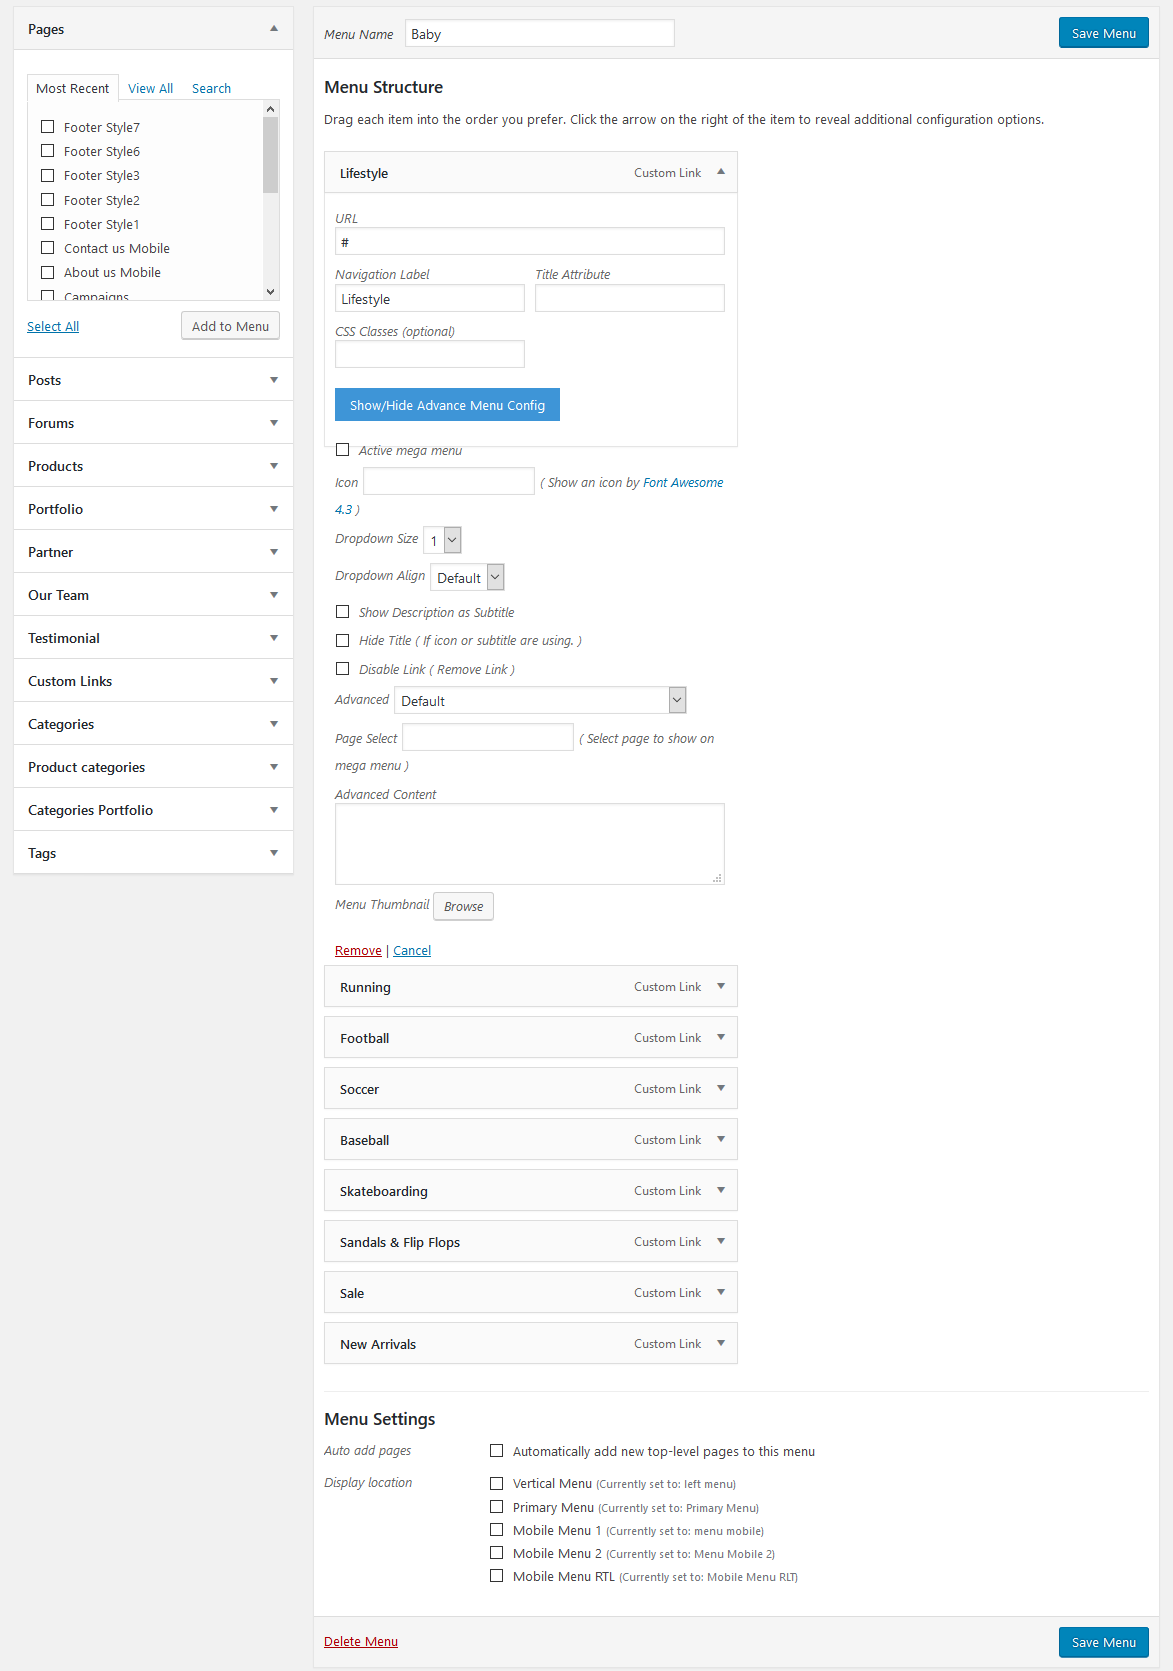 Pages
Most Recent View All Search
Footer Style7
Footer Style6
Footer Style3
Footer Style2
Footer Style1
Contact us Mobile
About us Mobile
Campaigns
Select All Add to Menu
Posts
Forums
Products
Portfolio
Partner
Our Team
Testimonial
Custom Links
Categories
Product categories
Categories Portfolio
Tags
Menu Name Baby Save Menu
Menu Structure
Drag each item into the order you prefer. Click the arrow on the right of the item to reveal additional configuration options.
Lifestyle Custom Link
URL
#
Navigation Label Title Attribute
Lifestyle
CSS Classes (optional)
Show/Hide Advance Menu Config
Active mega menu
Icon ( Show an icon by Font Awesome
4.3 )
Dropdown Size 1
Dropdown Align Default
Show Description as Subtitle
Hide Title ( If icon or subtitle are using. )
Disable Link ( Remove Link )
Advanced Default
Page Select ( Select page to show on
mega menu )
Advanced Content
Menu Thumbnail Browse
Remove | Cancel
Running Custom Link
Football Custom Link
Soccer Custom Link
Baseball Custom Link
Skateboarding Custom Link
Sandals & Flip Flops Custom Link
Sale Custom Link
New Arrivals Custom Link
Menu Settings
Auto add pages Automatically add new top-level pages to this menu
Display location Vertical Menu (Currently set to: left menu)
Primary Menu (Currently set to: Primary Menu)
Mobile Menu 1 (Currently set to: menu mobile)
Mobile Menu 2 (Currently set to: Menu Mobile 2)
Mobile Menu RTL (Currently set to: Mobile Menu RLT)
Delete Menu Save Menu